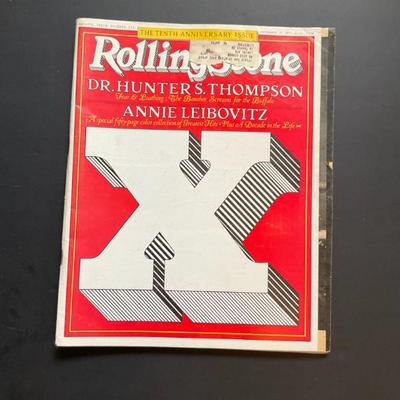 THE TENTH ANNIVERSARY ISSUE
Rolling Stone
DR. HUNTER S. THOMPSON
Fear & Loathing: The Banshee Screams for the Buffalo
ANNIE LEIBOVITZ
A special fifty-page color collection of Greatest Hits • Plus A Decade in the Life
X